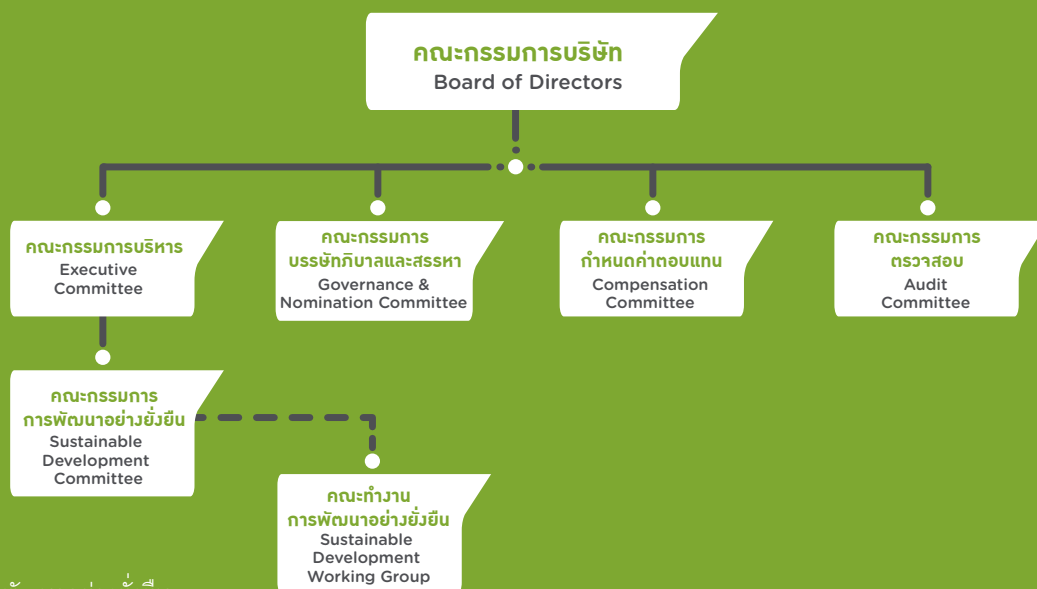 คณะกรรมการบริษัท
Board of Directors
คณะกรรมการบริหาร
Executive
Committee
คณะกรรมการ
บรรษัทภิบาลและสรรหา
Governance &
Nomination Committee
คณะกรรมการ
กำหนดค่าตอบแทน
Compensation
Committee
คณะกรรมการ
ตรวจสอบ
Audit
Committee
คณะกรรมการ
การพัฒนาอย่างยั่งยืน
Sustainable
Development
Committee
คณะทำงาน
การพัฒนาอย่างยั่งยืน
Sustainable
Development
Working Group